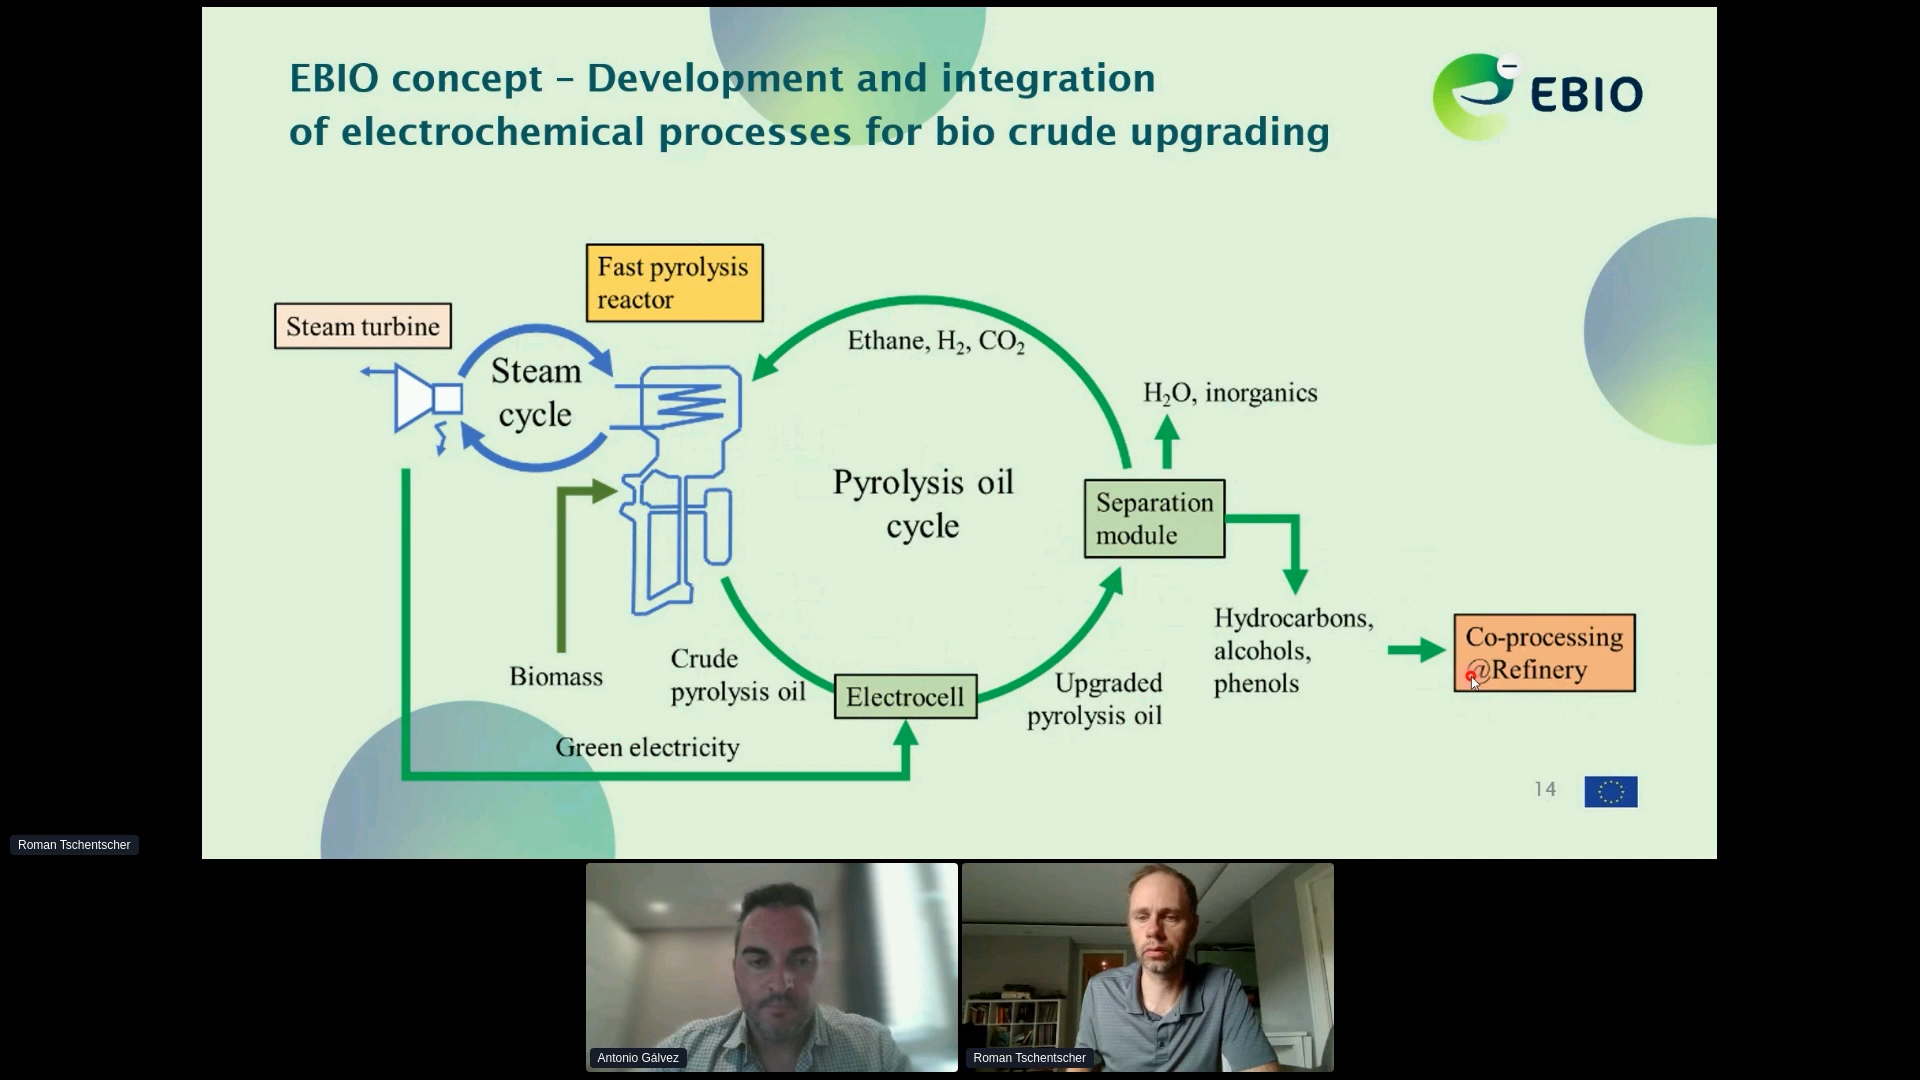 EBIO concept – Development and integration
of electrochemical processes for bio crude upgrading
EBIO
Fast pyrolysis
reactor
Steam turbine
Steam
cycle
Ethane, H₂, CO₂
H₂O, inorganics
Pyrolysis oil
cycle
Separation
module
Hydrocarbons,
alcohols,
phenols
Co-processing
@Refinery
Biomass
Crude
pyrolysis oil
Electrocell
Upgraded
pyrolysis oil
Green electricity
14
Roman Tschentscher
Antonio Gálvez
Roman Tschentscher